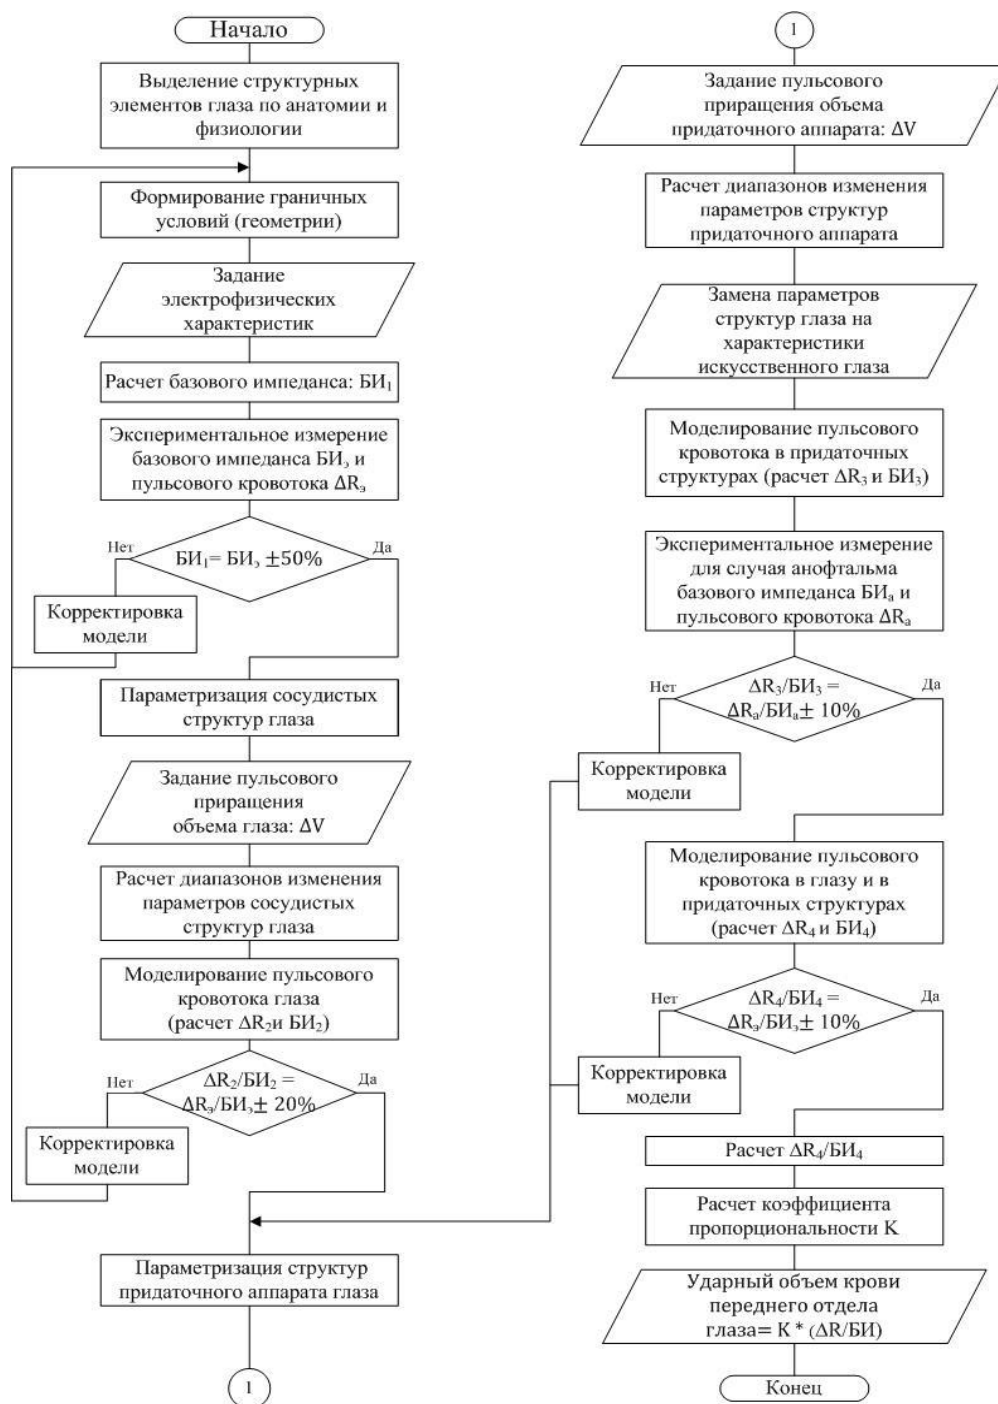 Начало
Выделение структурных
элементов глаза по анатомии и
физиологии
Формирование граничных
условий (геометрии)
Задание
электрофизических
характеристик
Расчет базового импеданса: БИ₁
Экспериментальное измерение
базового импеданса БИэ и
пульсового кровотока ΔRэ
Нет
БИ₁= БИэ ±50%
Да
Корректировка
модели
Параметризация сосудистых
структур глаза
Задание пульсового
приращения
объема глаза: ΔV
Расчет диапазонов изменения
параметров сосудистых
структур глаза
Моделирование пульсового
кровотока глаза
(расчет ΔR₂и БИ₂)
Нет
ΔR₂/БИ₂ =
ΔRэ/БИэ± 20%
Да
Корректировка
модели
Параметризация структур
придаточного аппарата глаза
1
1
Задание пульсового
приращения объема
придаточного аппарата: ΔV
Расчет диапазонов изменения
параметров структур
придаточного аппарата
Замена параметров
структур глаза на
характеристики
искусственного глаза
Моделирование пульсового
кровотока в придаточных
структурах (расчет ΔR₃ и БИ₃)
Экспериментальное измерение
для случая анофтальма
базового импеданса БИₐ и
пульсового кровотока ΔRₐ
Нет
ΔR₃/БИ₃ =
ΔRₐ/БИₐ± 10%
Да
Корректировка
модели
Моделирование пульсового
кровотока в глазу и в
придаточных структурах
(расчет ΔR₄ и БИ₄)
Нет
ΔR₄/БИ₄ =
ΔRэ/БИэ± 10%
Да
Корректировка
модели
Расчет ΔR₄/БИ₄
Расчет коэффициента
пропорциональности К
Ударный объем крови
переднего отдела
глаза= К * (ΔR/БИ)
Конец